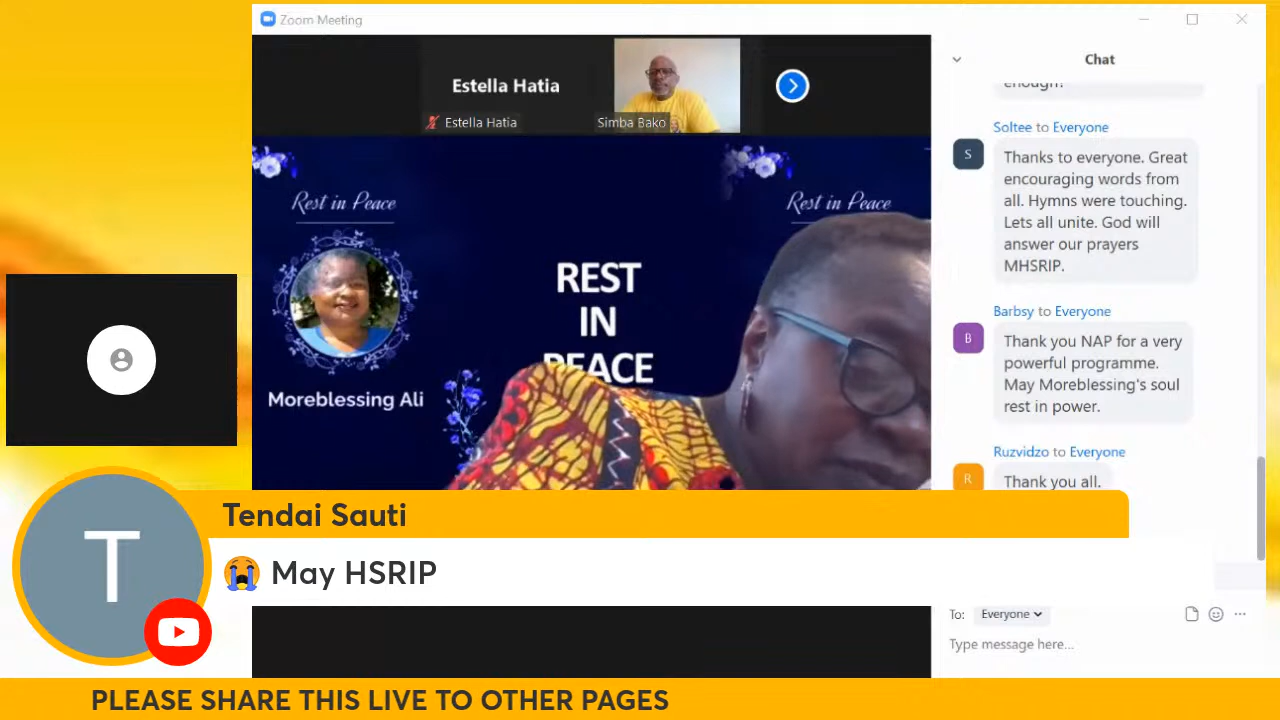 Zoom Meeting
Estella Hatia
Estella Hatia
Simba Bako
Rest in Peace
Rest in Peace
REST
IN
PEACE
Moreblessing Ali
Chat
enough?
Soltee to Everyone
S
Thanks to everyone. Great
encouraging words from
all. Hymns were touching.
Lets all unite. God will
answer our prayers
MHSRIP.
Barbsy to Everyone
B
Thank you NAP for a very
powerful programme.
May Moreblessing's soul
rest in power.
Ruzvidzo to Everyone
R
Thank you all.
To: Everyone
Type message here...
T
Tendai Sauti
😭 May HSRIP
PLEASE SHARE THIS LIVE TO OTHER PAGES